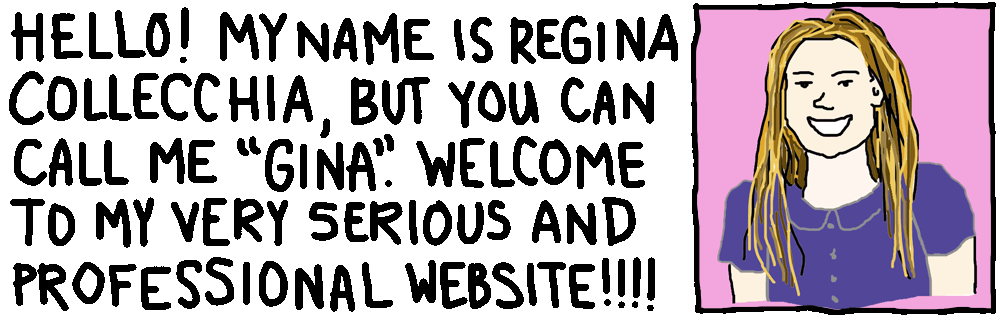 HELLO! MY NAME IS REGINA
COLLECCHIA, BUT YOU CAN
CALL ME “GINA”. WELCOME
TO MY VERY SERIOUS AND
PROFESSIONAL WEBSITE!!!!